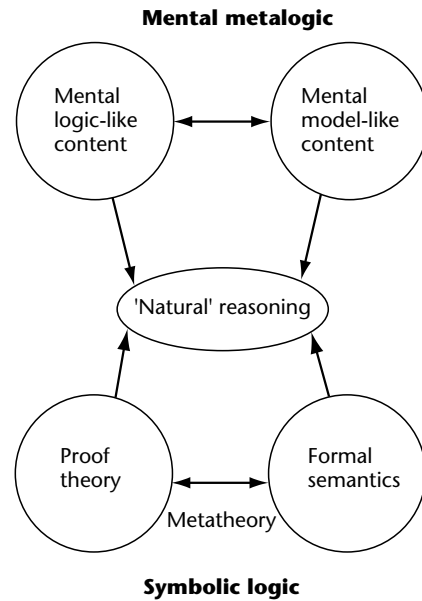 Mental metalogic
Mental
logic-like
content
Mental
model-like
content
'Natural' reasoning
Proof
theory
Formal
semantics
Metatheory
Symbolic logic